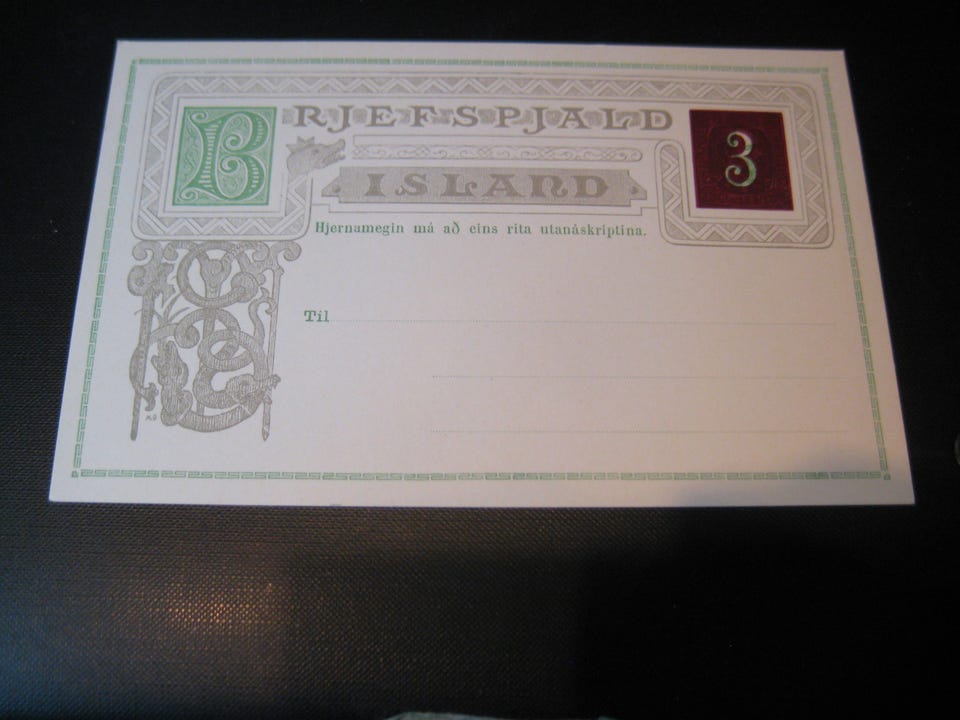 BRJEFSPJALD
3
ISLAND
Hjernamegin má að eins rita utanáskriptina.
Til